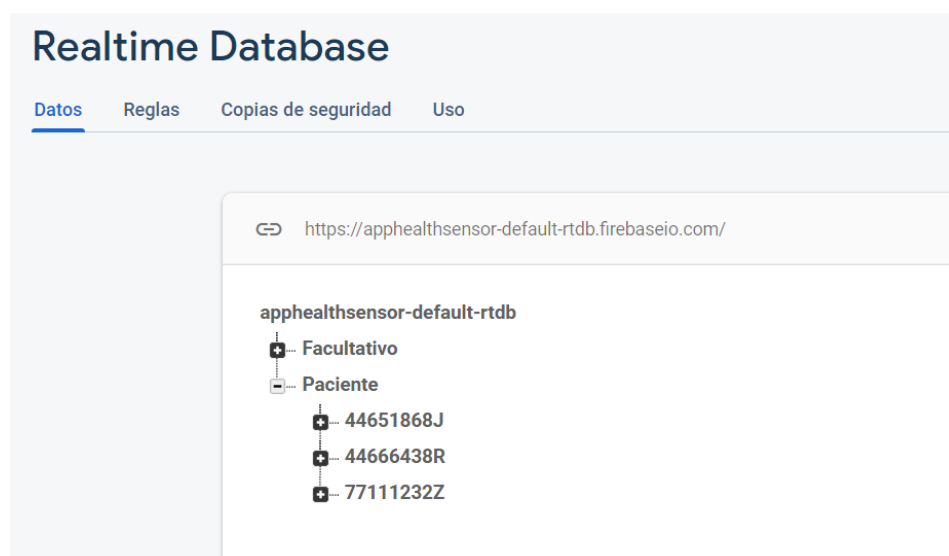 Realtime Database
Datos Reglas Copias de seguridad Uso
https://apphealthsensor-default-rtdb.firebaseio.com/
apphealthsensor-default-rtdb
Facultativo
Paciente
44651868J
44666438R
77111232Z